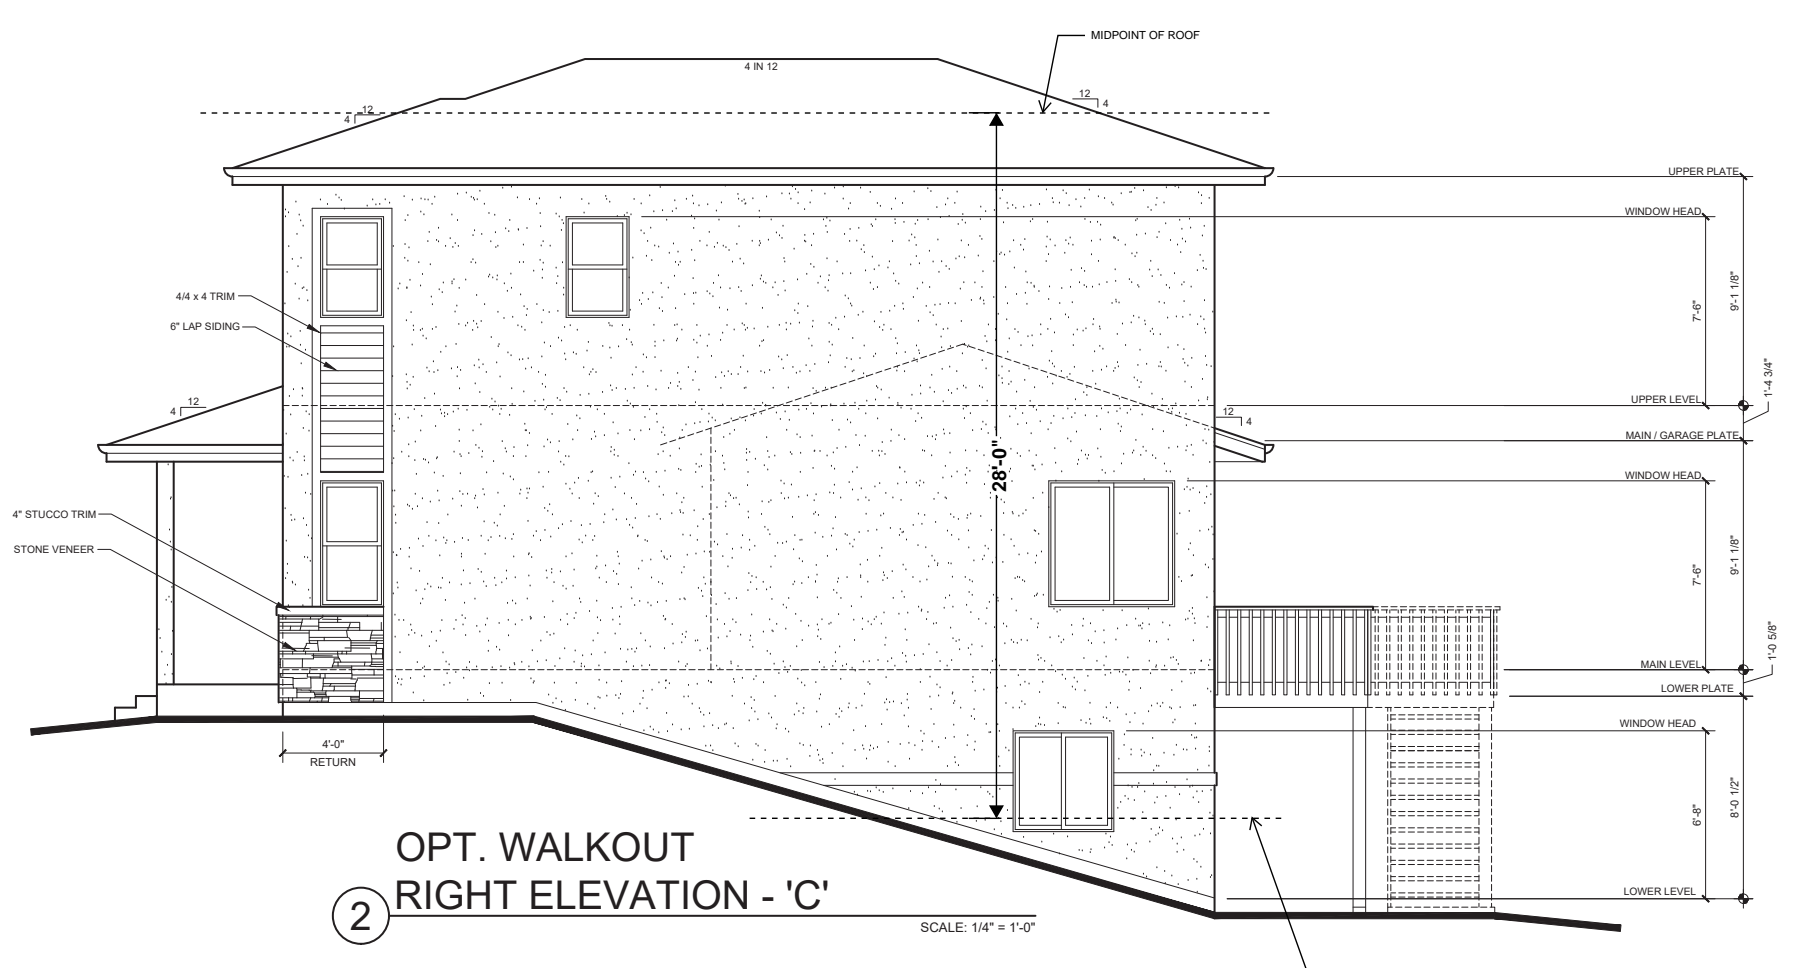 MIDPOINT OF ROOF
4 IN 12
12
4
12
4
UPPER PLATE
WINDOW HEAD
9'-1 1/8"
7'-6"
4/4 x 4 TRIM
6" LAP SIDING
1'-4 3/4"
12
4
UPPER LEVEL
12
4
MAIN / GARAGE PLATE
28'-0"
WINDOW HEAD
4" STUCCO TRIM
STONE VENEER
9'-1 1/8"
7'-6"
1'-0 5/8"
MAIN LEVEL
LOWER PLATE
WINDOW HEAD
4'-0"
RETURN
8'-0 1/2"
6'-8"
OPT. WALKOUT
RIGHT ELEVATION - 'C'
2
LOWER LEVEL
SCALE: 1/4" = 1'-0"